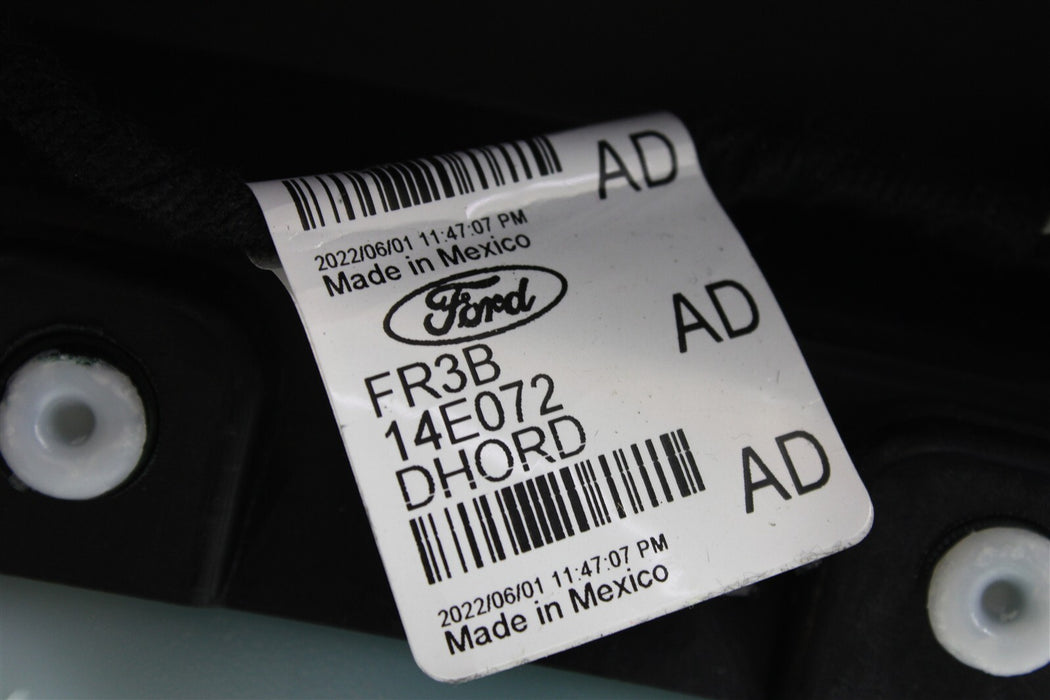 AD
2022/06/01 11:47:07 PM
Made in Mexico
Ford
AD
FR3B
14E072
DHORD
AD
2022/06/01 11:47:07 PM
Made in Mexico